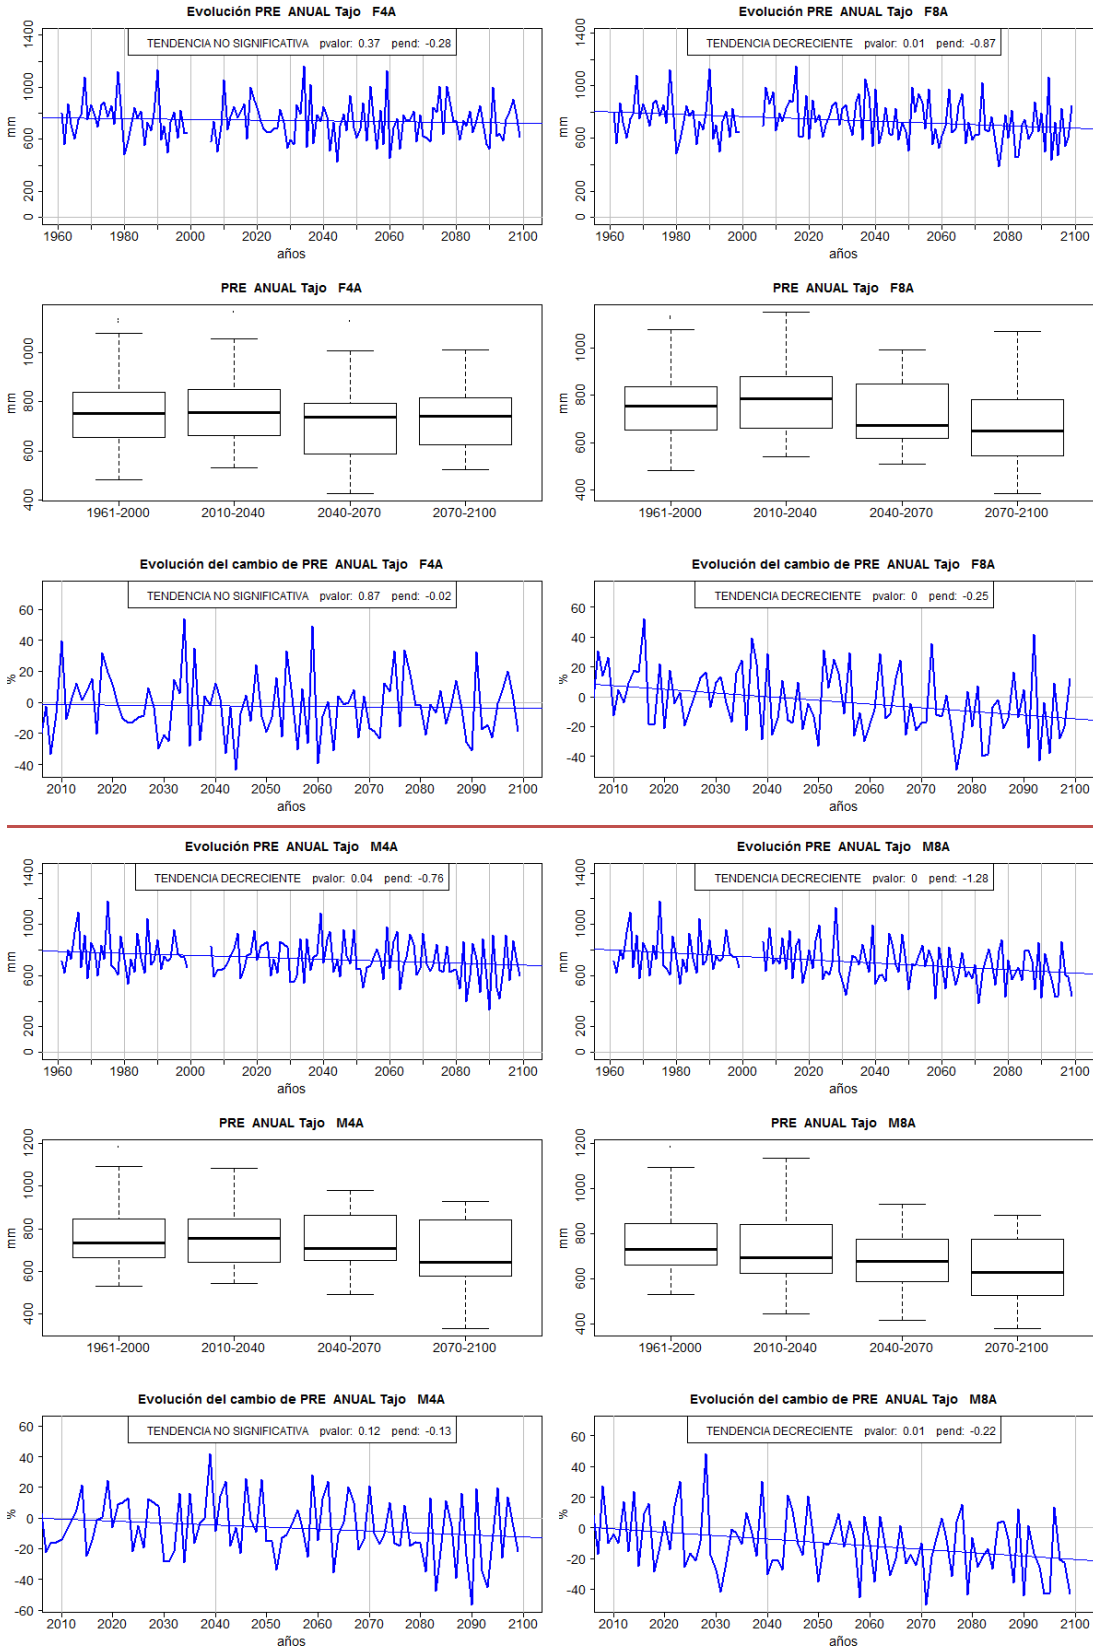 Evolución PRE ANUAL Tajo F4A
TENDENCIA NO SIGNIFICATIVA pvalor: 0.37 pend: -0.28
mm
0 200 600 1000 1400
1960 1980 2000 2020 2040 2060 2080 2100
años
Evolución PRE ANUAL Tajo F8A
TENDENCIA DECRECIENTE pvalor: 0.01 pend: -0.87
mm
0 200 600 1000 1400
1960 1980 2000 2020 2040 2060 2080 2100
años
PRE ANUAL Tajo F4A
mm
400 600 800 1000
1961-2000 2010-2040 2040-2070 2070-2100
PRE ANUAL Tajo F8A
mm
400 600 800 1000
1961-2000 2010-2040 2040-2070 2070-2100
Evolución del cambio de PRE ANUAL Tajo F4A
TENDENCIA NO SIGNIFICATIVA pvalor: 0.87 pend: -0.02
%
60
40
20
0
-20
-40
2010 2020 2030 2040 2050 2060 2070 2080 2090 2100
años
Evolución del cambio de PRE ANUAL Tajo F8A
TENDENCIA DECRECIENTE pvalor: 0 pend: -0.25
%
60
40
20
0
-20
-40
2010 2020 2030 2040 2050 2060 2070 2080 2090 2100
años
Evolución PRE ANUAL Tajo M4A
TENDENCIA DECRECIENTE pvalor: 0.04 pend: -0.76
mm
0 200 600 1000 1400
1960 1980 2000 2020 2040 2060 2080 2100
años
Evolución PRE ANUAL Tajo M8A
TENDENCIA DECRECIENTE pvalor: 0 pend: -1.28
mm
0 200 600 1000 1400
1960 1980 2000 2020 2040 2060 2080 2100
años
PRE ANUAL Tajo M4A
mm
400 600 800 1000 1200
1961-2000 2010-2040 2040-2070 2070-2100
PRE ANUAL Tajo M8A
mm
400 600 800 1000 1200
1961-2000 2010-2040 2040-2070 2070-2100
Evolución del cambio de PRE ANUAL Tajo M4A
TENDENCIA NO SIGNIFICATIVA pvalor: 0.12 pend: -0.13
%
60
40
20
0
-20
-40
-60
2010 2020 2030 2040 2050 2060 2070 2080 2090 2100
años
Evolución del cambio de PRE ANUAL Tajo M8A
TENDENCIA DECRECIENTE pvalor: 0.01 pend: -0.22
%
60
40
20
0
-20
-40
2010 2020 2030 2040 2050 2060 2070 2080 2090 2100
años